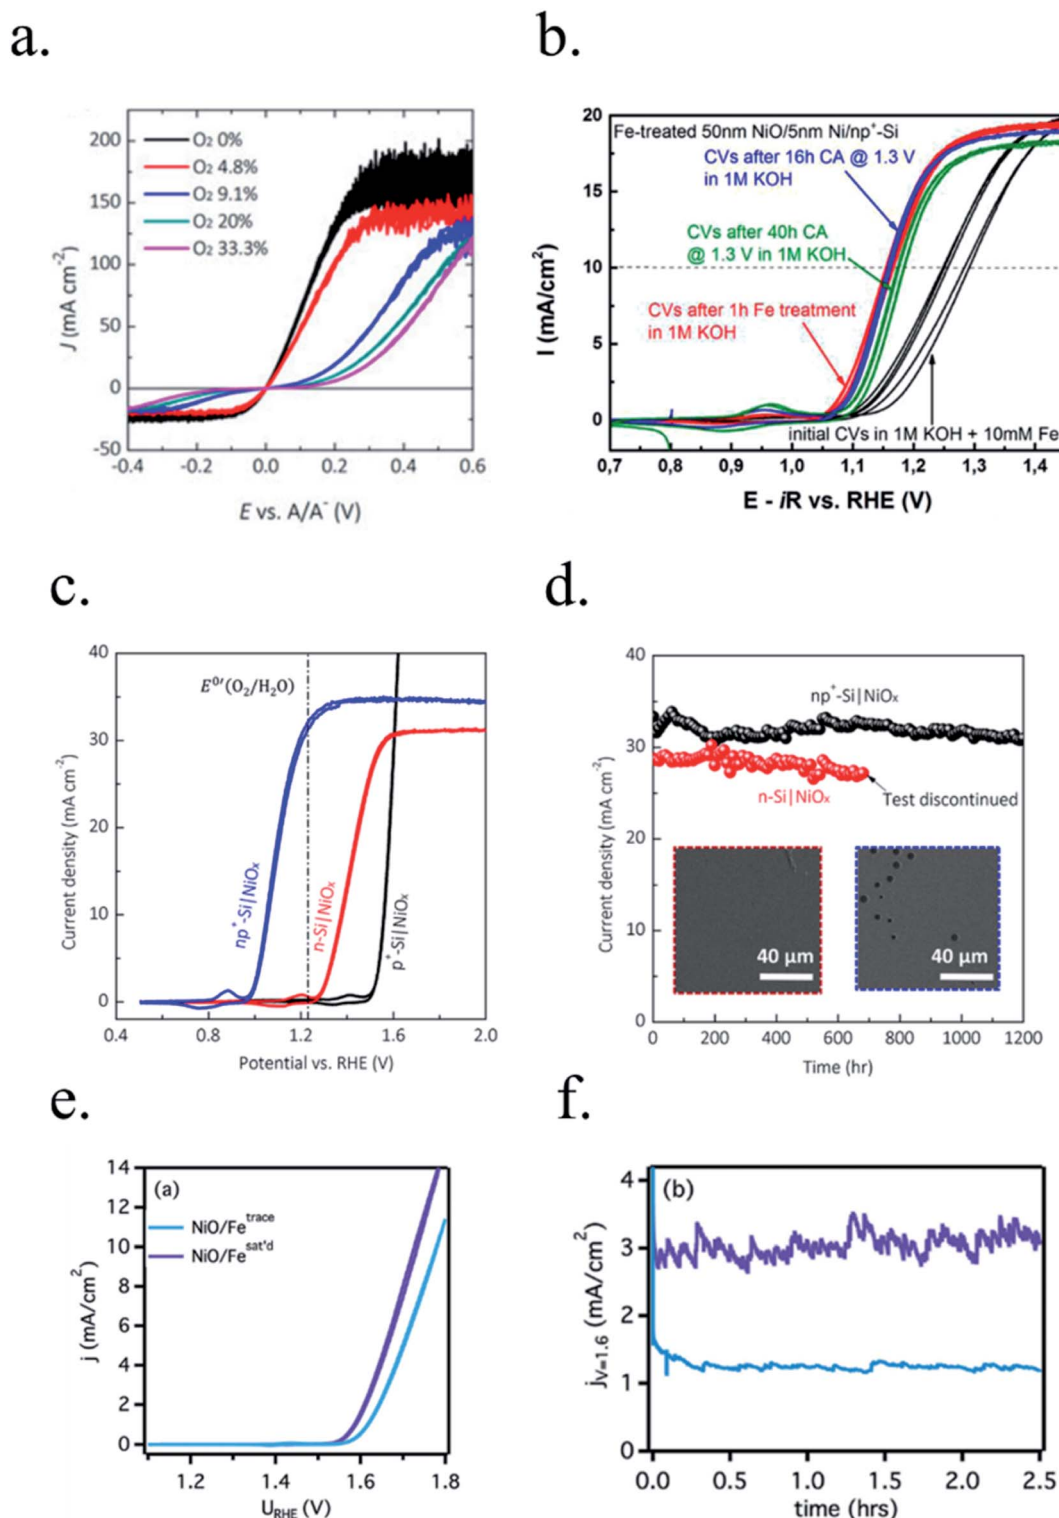 a.
b.
200
150
100
50
0
-50
J (mA cm⁻²)
O₂ 0%
O₂ 4.8%
O₂ 9.1%
O₂ 20%
O₂ 33.3%
-0.4
-0.2
0.0
0.2
0.4
0.6
E vs. A/A⁻ (V)
20
15
10
5
0
I (mA/cm²)
Fe-treated 50nm NiO/5nm Ni/np⁺-Si
CVs after 16h CA @ 1.3 V
in 1M KOH
CVs after 40h CA
@ 1.3 V in 1M KOH
CVs after 1h Fe treatment
in 1M KOH
initial CVs in 1M KOH + 10mM Fe
0,7
0,8
0,9
1,0
1,1
1,2
1,3
1,4
E - iR vs. RHE (V)
c.
d.
40
30
20
10
0
Current density (mA cm⁻²)
E⁰′(O₂/H₂O)
np⁺-Si|NiOₓ
n-Si|NiOₓ
p⁺-Si|NiOₓ
0.4
0.8
1.2
1.6
2.0
Potential vs. RHE (V)
40
30
20
10
0
Current density (mA cm⁻²)
np⁺-Si|NiOₓ
n-Si|NiOₓ
Test discontinued
40 μm
40 μm
0
200
400
600
800
1000
1200
Time (hr)
e.
f.
14
12
10
8
6
4
2
0
j (mA/cm²)
(a)
NiO/Fe^trace
NiO/Fe^sat'd
1.2
1.4
1.6
1.8
U_RHE (V)
4
3
2
1
0
j_V=1.6 (mA/cm²)
(b)
0.0
0.5
1.0
1.5
2.0
2.5
time (hrs)